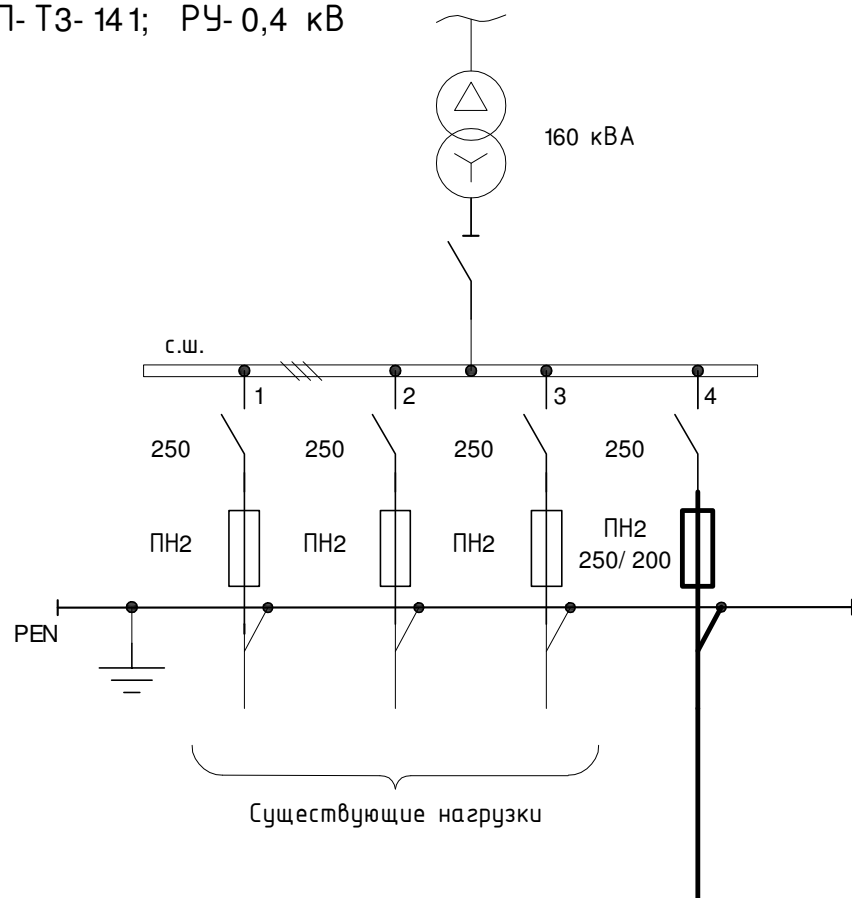 П- ТЗ- 141; РУ- 0,4 кВ
160 кВА
с.ш.
1 2 3 4
250 250 250 250
ПН2 ПН2 ПН2 ПН2
250/ 200
PEN
Существующие нагрузки